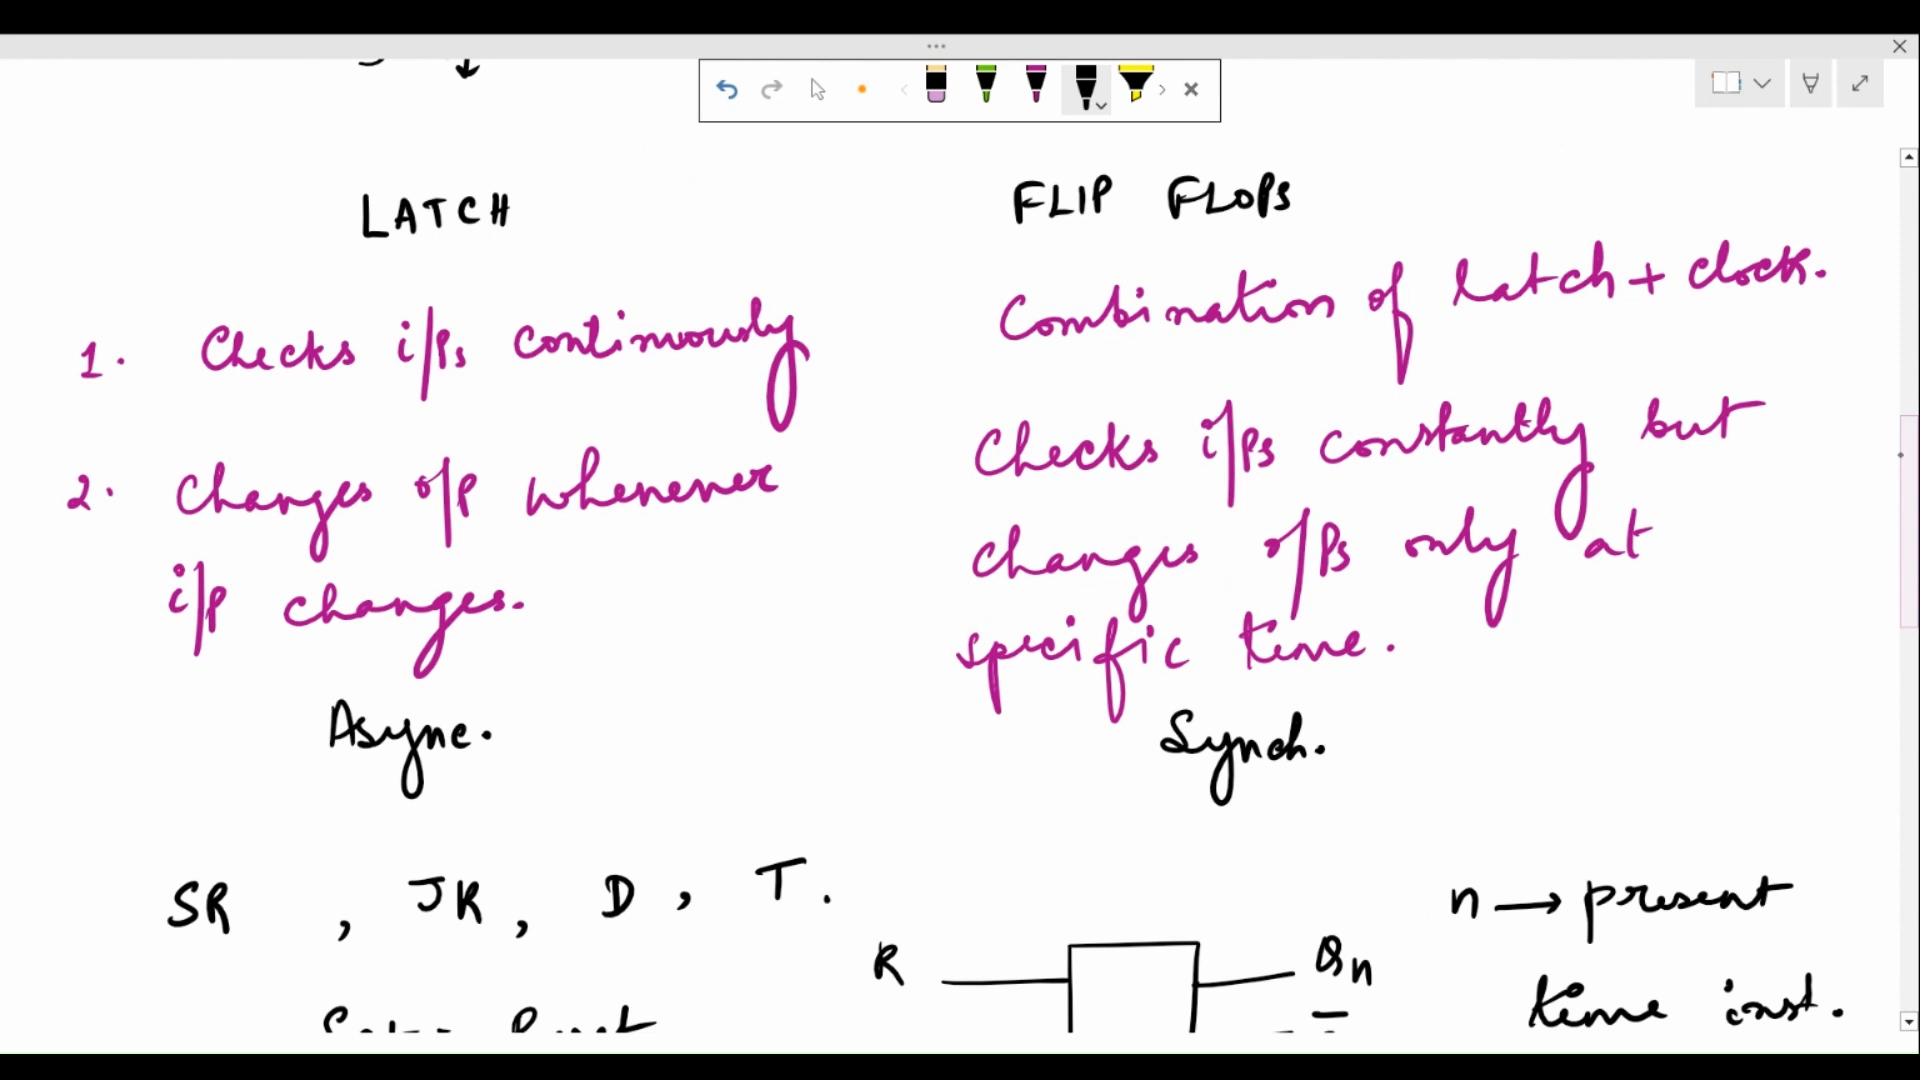 LATCH
FLIP FLOPS
1. Checks i/ps continuously
2. Changes o/p whenever
i/p changes.
Async.
Combination of latch + clock.
Checks i/ps constantly but
changes o/ps only at
specific time.
Synch.
SR , JK , D , T .
R
Qn
n → present
time inst.